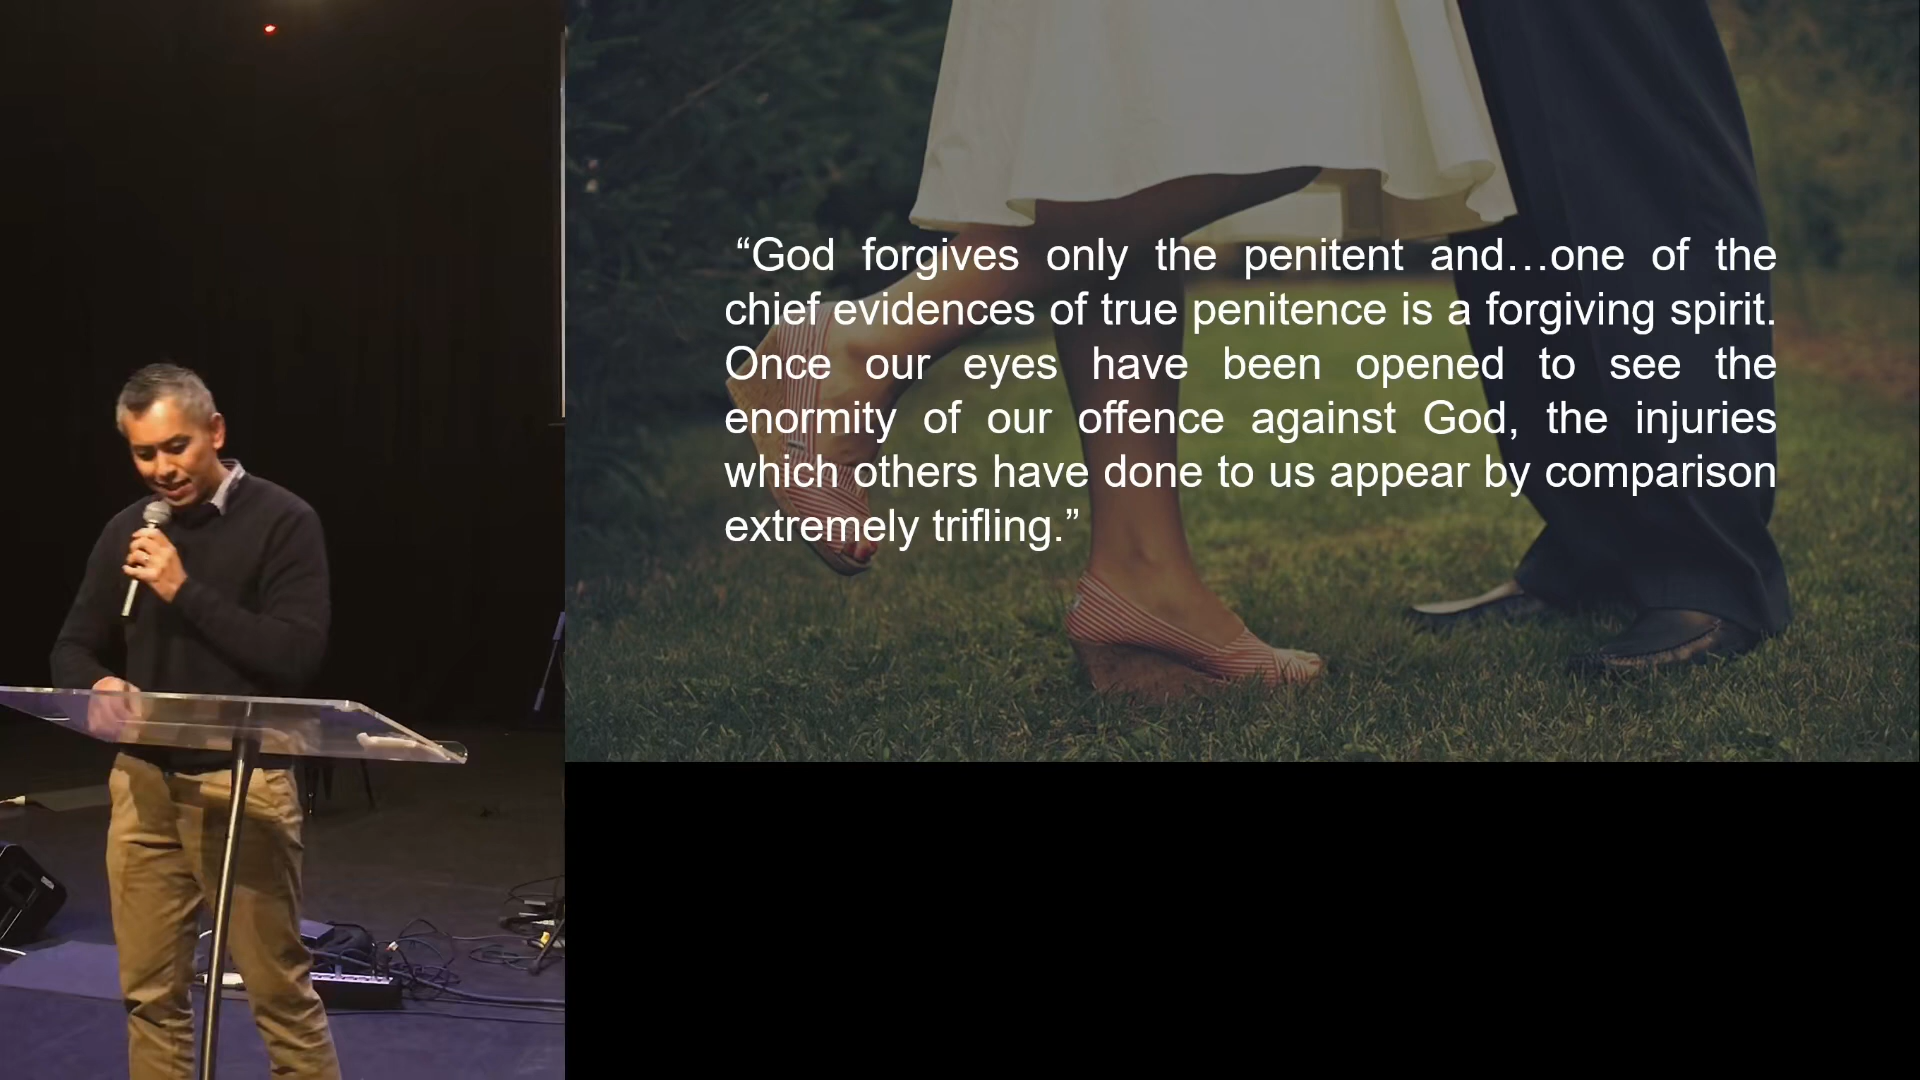 “God forgives only the penitent and…one of the
chief evidences of true penitence is a forgiving spirit.
Once our eyes have been opened to see the
enormity of our offence against God, the injuries
which others have done to us appear by comparison
extremely trifling.”